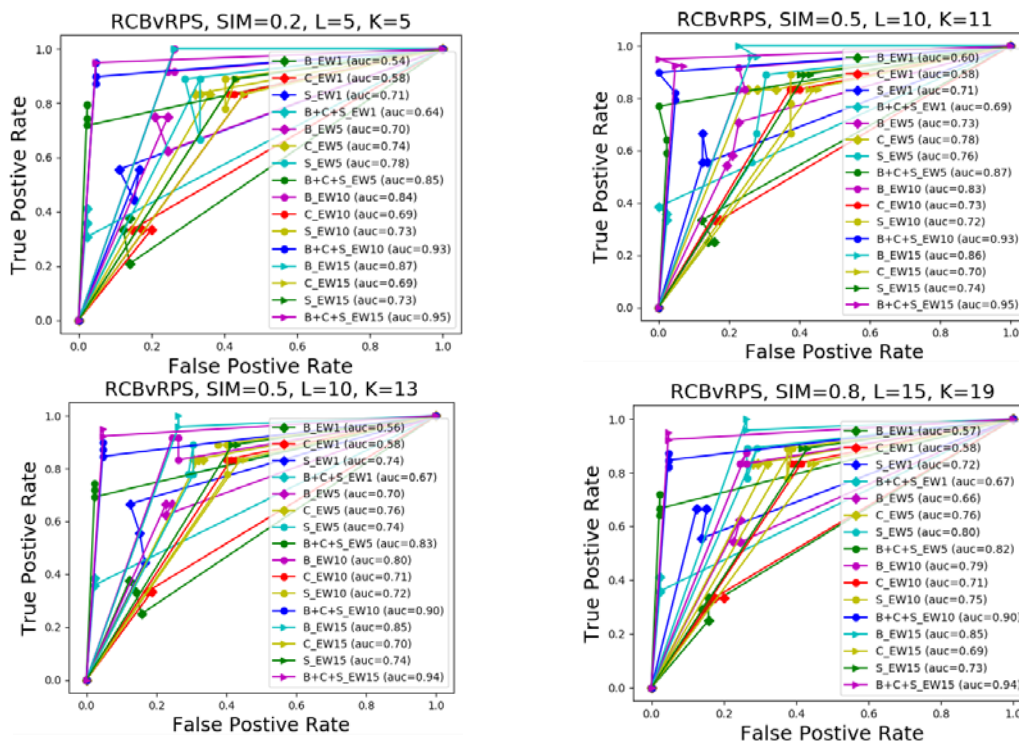 RCBvRPS, SIM=0.2, L=5, K=5
True Postive Rate
1.0
0.8
0.6
0.4
0.2
0.0
B_EW1 (auc=0.54)
C_EW1 (auc=0.58)
S_EW1 (auc=0.71)
B+C+S_EW1 (auc=0.64)
B_EW5 (auc=0.70)
C_EW5 (auc=0.74)
S_EW5 (auc=0.78)
B+C+S_EW5 (auc=0.85)
B_EW10 (auc=0.84)
C_EW10 (auc=0.69)
S_EW10 (auc=0.73)
B+C+S_EW10 (auc=0.93)
B_EW15 (auc=0.87)
C_EW15 (auc=0.69)
S_EW15 (auc=0.73)
B+C+S_EW15 (auc=0.95)
0.0 0.2 0.4 0.6 0.8 1.0
False Postive Rate
RCBvRPS, SIM=0.5, L=10, K=11
True Postive Rate
1.0
0.8
0.6
0.4
0.2
0.0
B_EW1 (auc=0.60)
C_EW1 (auc=0.58)
S_EW1 (auc=0.71)
B+C+S_EW1 (auc=0.69)
B_EW5 (auc=0.73)
C_EW5 (auc=0.78)
S_EW5 (auc=0.76)
B+C+S_EW5 (auc=0.87)
B_EW10 (auc=0.83)
C_EW10 (auc=0.73)
S_EW10 (auc=0.72)
B+C+S_EW10 (auc=0.93)
B_EW15 (auc=0.86)
C_EW15 (auc=0.70)
S_EW15 (auc=0.74)
B+C+S_EW15 (auc=0.95)
0.0 0.2 0.4 0.6 0.8 1.0
False Postive Rate
RCBvRPS, SIM=0.5, L=10, K=13
True Postive Rate
1.0
0.8
0.6
0.4
0.2
0.0
B_EW1 (auc=0.56)
C_EW1 (auc=0.58)
S_EW1 (auc=0.74)
B+C+S_EW1 (auc=0.67)
B_EW5 (auc=0.70)
C_EW5 (auc=0.76)
S_EW5 (auc=0.74)
B+C+S_EW5 (auc=0.83)
B_EW10 (auc=0.80)
C_EW10 (auc=0.71)
S_EW10 (auc=0.72)
B+C+S_EW10 (auc=0.90)
B_EW15 (auc=0.85)
C_EW15 (auc=0.70)
S_EW15 (auc=0.74)
B+C+S_EW15 (auc=0.94)
0.0 0.2 0.4 0.6 0.8 1.0
False Postive Rate
RCBvRPS, SIM=0.8, L=15, K=19
True Postive Rate
1.0
0.8
0.6
0.4
0.2
0.0
B_EW1 (auc=0.57)
C_EW1 (auc=0.58)
S_EW1 (auc=0.72)
B+C+S_EW1 (auc=0.67)
B_EW5 (auc=0.66)
C_EW5 (auc=0.76)
S_EW5 (auc=0.80)
B+C+S_EW5 (auc=0.82)
B_EW10 (auc=0.79)
C_EW10 (auc=0.71)
S_EW10 (auc=0.75)
B+C+S_EW10 (auc=0.90)
B_EW15 (auc=0.85)
C_EW15 (auc=0.69)
S_EW15 (auc=0.73)
B+C+S_EW15 (auc=0.94)
0.0 0.2 0.4 0.6 0.8 1.0
False Postive Rate